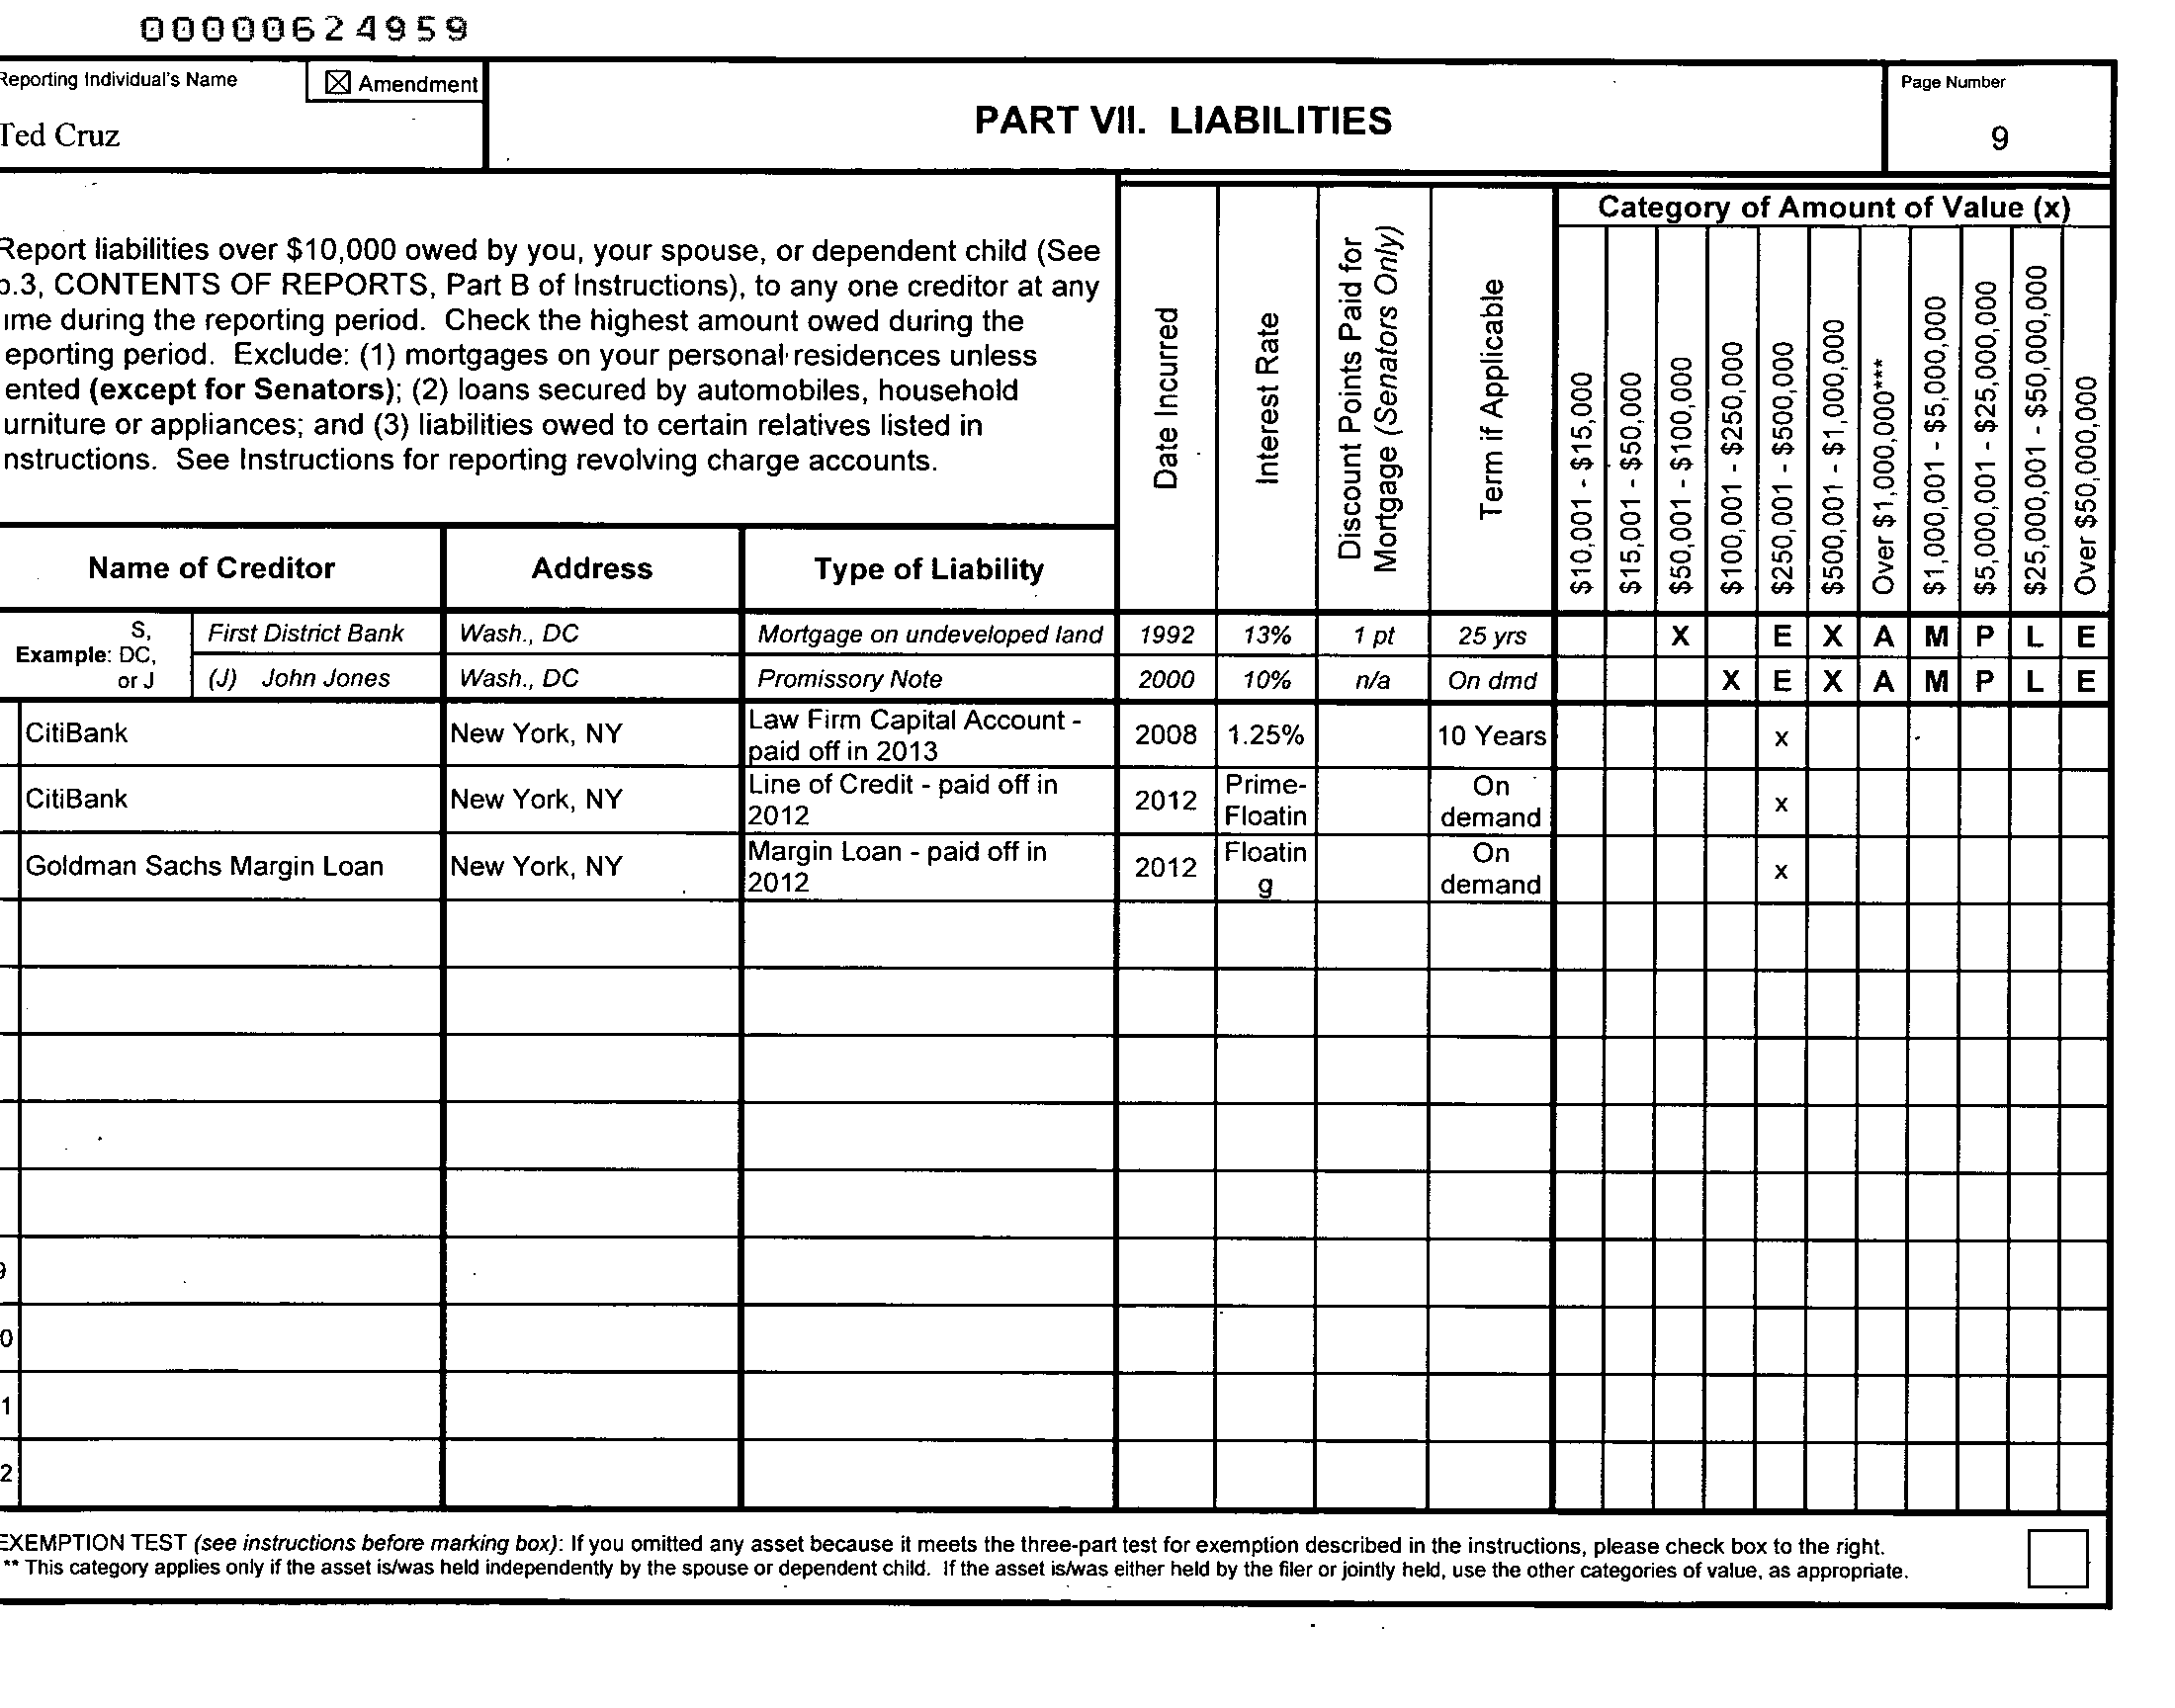 00000624959
Reporting Individual's Name
☒ Amendment
Ted Cruz
PART VII. LIABILITIES
Page Number
9
Report liabilities over $10,000 owed by you, your spouse, or dependent child (See
p.3, CONTENTS OF REPORTS, Part B of Instructions), to any one creditor at any
ime during the reporting period. Check the highest amount owed during the
eporting period. Exclude: (1) mortgages on your personal residences unless
ented (except for Senators); (2) loans secured by automobiles, household
urniture or appliances; and (3) liabilities owed to certain relatives listed in
nstructions. See Instructions for reporting revolving charge accounts.
Date Incurred
Interest Rate
Discount Points Paid for
Mortgage (Senators Only)
Term if Applicable
Category of Amount of Value (x)
$10,001 - $15,000
$15,001 - $50,000
$50,001 - $100,000
$100,001 - $250,000
$250,001 - $500,000
$500,001 - $1,000,000
Over $1,000,000***
$1,000,001 - $5,000,000
$5,000,001 - $25,000,000
$25,000,001 - $50,000,000
Over $50,000,000
Name of Creditor Address Type of Liability
Example: S,
DC,
or J
First District Bank Wash., DC Mortgage on undeveloped land 1992 13% 1 pt 25 yrs X E X A M P L E
(J) John Jones Wash., DC Promissory Note 2000 10% n/a On dmd X E X A M P L E
CitiBank New York, NY Law Firm Capital Account -
paid off in 2013
2008 1.25% 10 Years x
CitiBank New York, NY Line of Credit - paid off in
2012
2012 Prime-
Floatin
On
demand
x
Goldman Sachs Margin Loan New York, NY Margin Loan - paid off in
2012
2012 Floatin
g
On
demand
x
9
0
1
2
EXEMPTION TEST (see instructions before marking box): If you omitted any asset because it meets the three-part test for exemption described in the instructions, please check box to the right.
** This category applies only if the asset is/was held independently by the spouse or dependent child. If the asset is/was either held by the filer or jointly held, use the other categories of value, as appropriate.